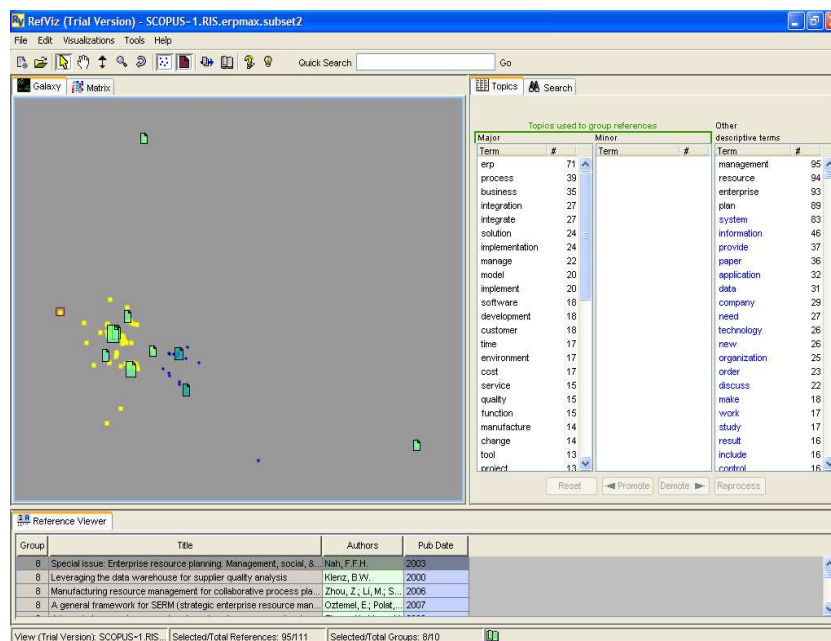 RefViz (Trial Version) - SCOPUS~1.RIS.erpmax.subset2
File Edit Visualizations Tools Help
Quick Search Go
Galaxy Matrix
Topics Search
Topics used to group references Other
Major Minor descriptive terms
Term # Term # Term #
erp 71 management 95
process 39 resource 94
business 35 enterprise 93
integration 27 plan 89
integrate 27 system 83
solution 24 information 46
implementation 24 provide 37
manage 22 paper 36
model 20 application 32
implement 20 data 31
software 18 company 29
development 18 need 27
customer 18 technology 26
time 17 new 26
environment 17 organization 25
cost 17 order 23
service 15 discuss 22
quality 15 make 18
function 15 work 17
manufacture 14 study 17
change 14 result 16
tool 13 include 16
project 13 control 16
Reset Promote Demote Reprocess
Reference Viewer
Group Title Authors Pub Date
8 Special issue: Enterprise resource planning: Management, social, &... Nah, F.F.H. 2003
8 Leveraging the data warehouse for supplier quality analysis Klenz, B.W. 2000
8 Manufacturing resource management for collaborative process pla... Zhou, Z.; Li, M.; S... 2006
8 A general framework for SERM (strategic enterprise resource man... Oztemel, E.; Polat,... 2007
View (Trial Version): SCOPUS~1.RIS... Selected/Total References: 95/111 Selected/Total Groups: 8/10